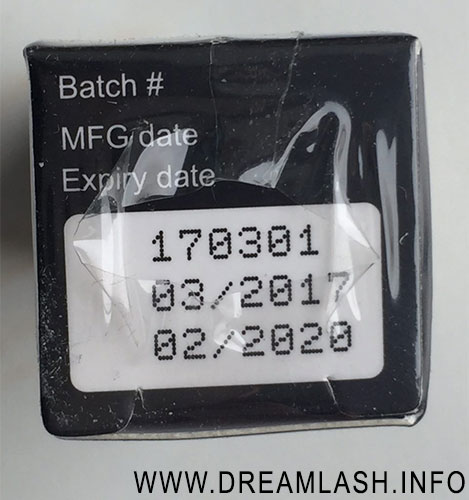 Batch #
MFG date
Expiry date
170301
03/2017
02/2020
WWW.DREAMLASH.INFO